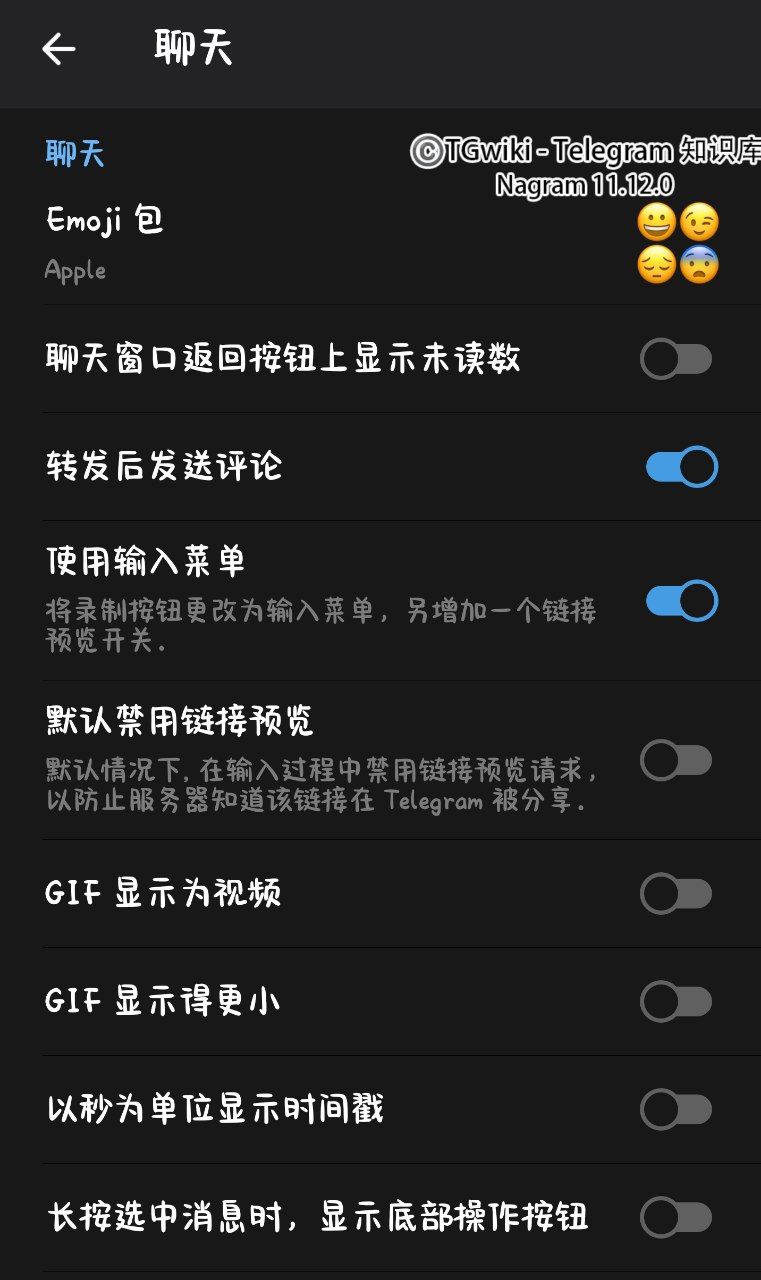 聊天
聊天
©TGwiki - Telegram 知识库
Nagram 11.12.0
Emoji 包
Apple
聊天窗口返回按钮上显示未读数
转发后发送评论
使用输入菜单
将录制按钮更改为输入菜单，另增加一个链接
预览开关．
默认禁用链接预览
默认情况下, 在输入过程中禁用链接预览请求，
以防止服务器知道该链接在 Telegram 被分享．
GIF 显示为视频
GIF 显示得更小
以秒为单位显示时间戳
长按选中消息时，显示底部操作按钮